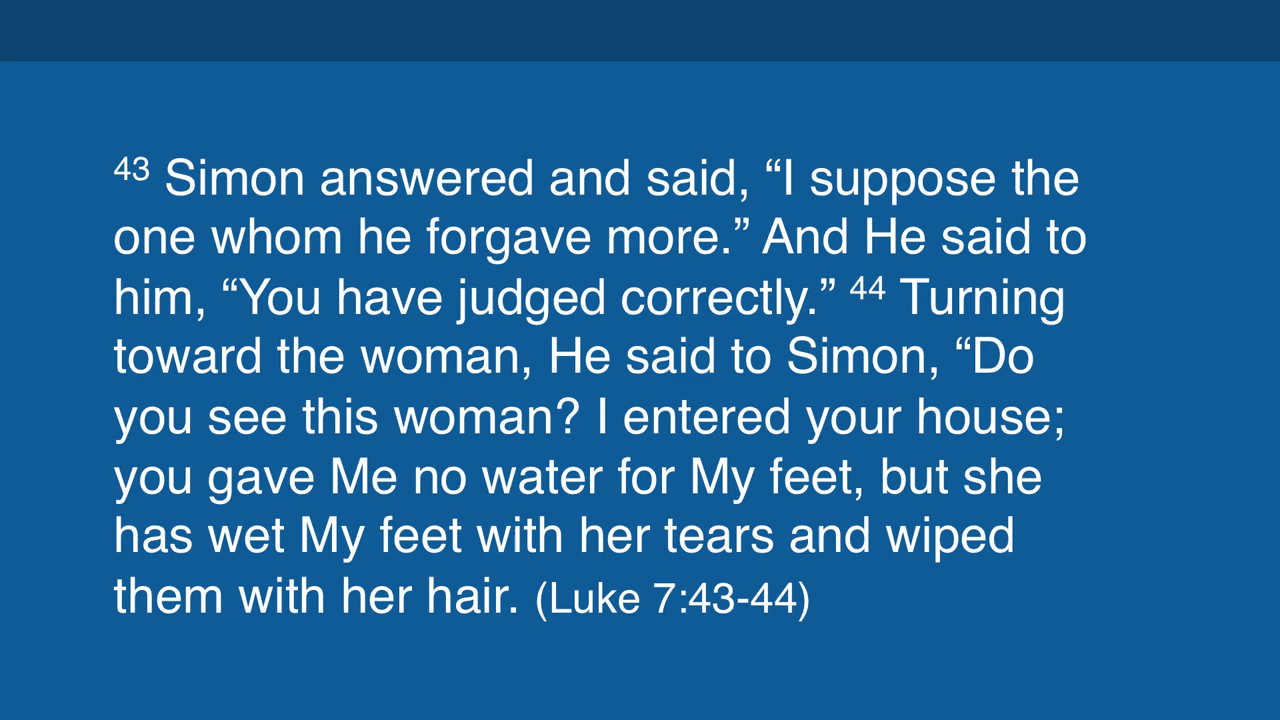 43 Simon answered and said, “I suppose the
one whom he forgave more.” And He said to
him, “You have judged correctly.” 44 Turning
toward the woman, He said to Simon, “Do
you see this woman? I entered your house;
you gave Me no water for My feet, but she
has wet My feet with her tears and wiped
them with her hair. (Luke 7:43-44)